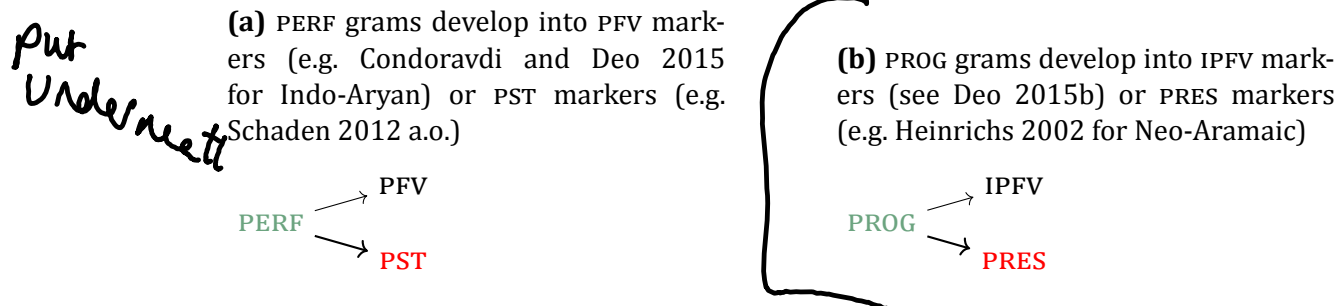 Put
Underneath
(a) PERF grams develop into PFV mark-
ers (e.g. Condoravdi and Deo 2015
for Indo-Aryan) or PST markers (e.g.
Schaden 2012 a.o.)
PFV
PERF
PST
(b) PROG grams develop into IPFV mark-
ers (see Deo 2015b) or PRES markers
(e.g. Heinrichs 2002 for Neo-Aramaic)
IPFV
PROG
PRES